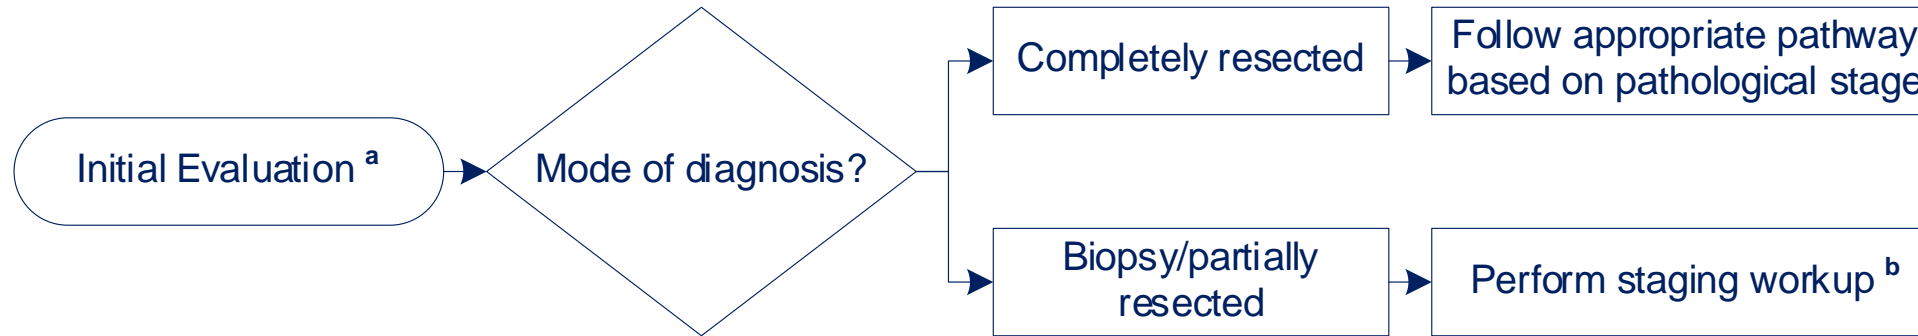 Initial Evaluation a
Mode of diagnosis?
Completely resected
Follow appropriate pathway
based on pathological stage
Biopsy/partially
resected
Perform staging workup b